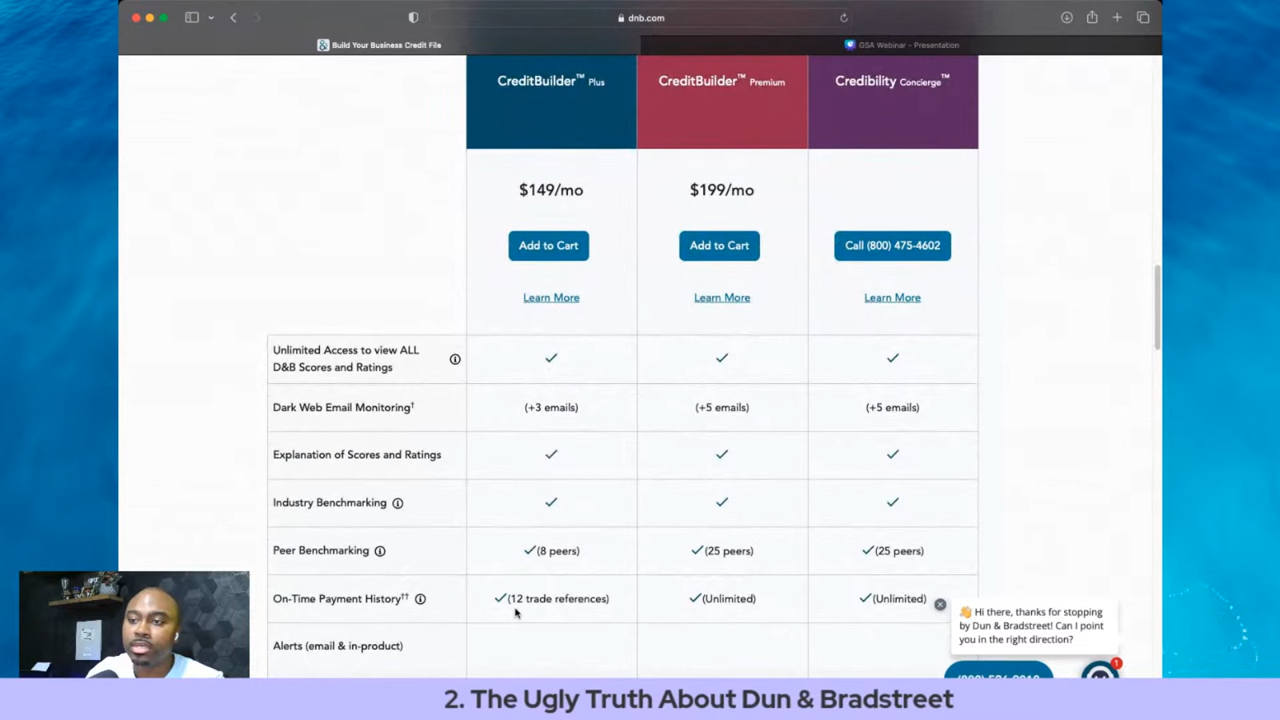 dnb.com
Build Your Business Credit File
GSA Webinar - Presentation
CreditBuilder™ Plus
CreditBuilder™ Premium
Credibility Concierge™
$149/mo
$199/mo
Add to Cart
Add to Cart
Call (800) 475-4602
Learn More
Learn More
Learn More
Unlimited Access to view ALL
D&B Scores and Ratings
Dark Web Email Monitoring†
(+3 emails)
(+5 emails)
(+5 emails)
Explanation of Scores and Ratings
Industry Benchmarking
Peer Benchmarking
(8 peers)
(25 peers)
(25 peers)
On-Time Payment History††
(12 trade references)
(Unlimited)
(Unlimited)
Alerts (email & in-product)
👋 Hi there, thanks for stopping
by Dun & Bradstreet! Can I point
you in the right direction?
1
2. The Ugly Truth About Dun & Bradstreet